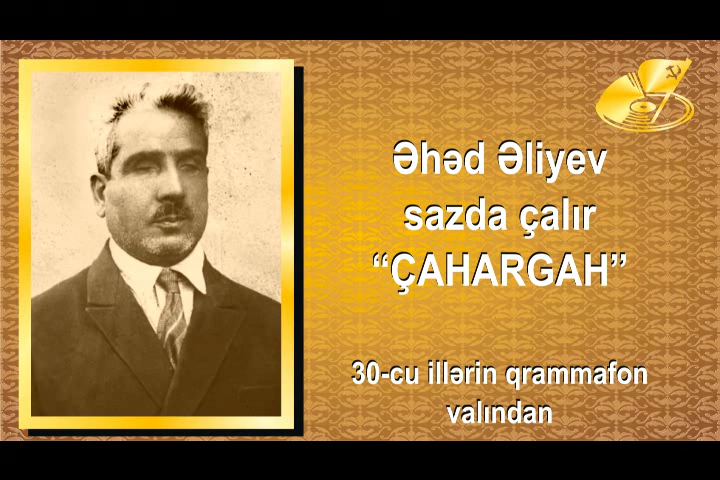 Əhəd Əliyev
sazda çalır
“ÇAHARGAH”
30-cu illərin qrammafon
valından